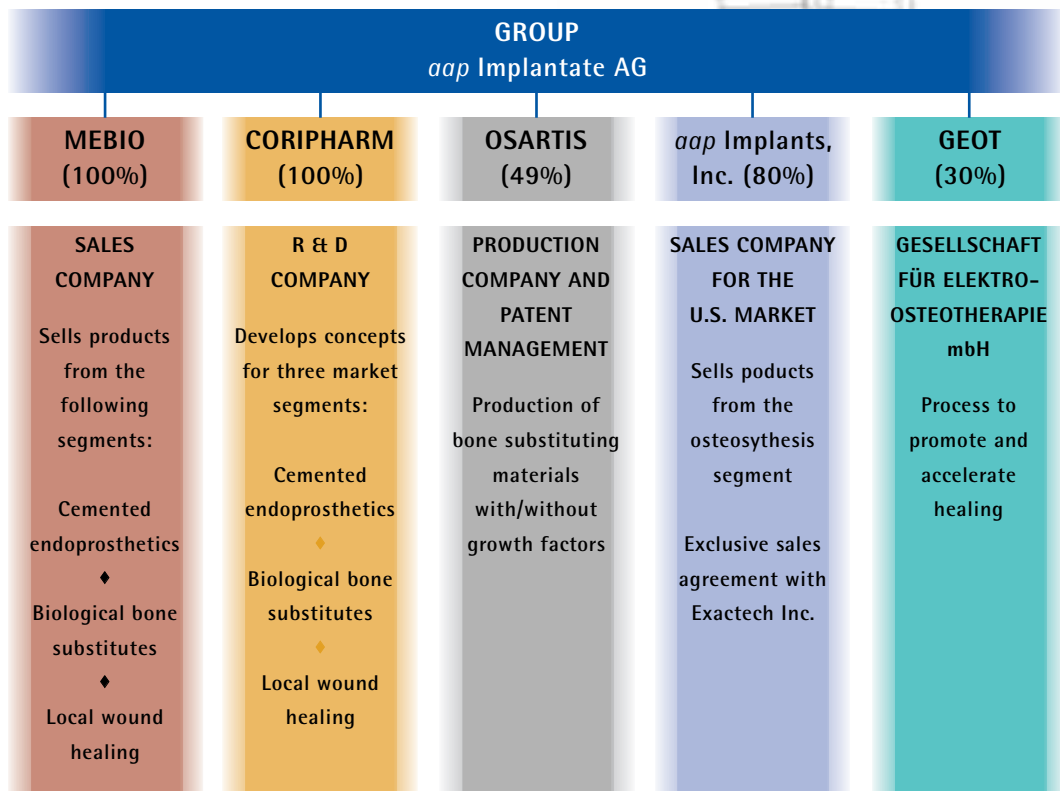 GROUP
aap Implantate AG
MEBIO
(100%)
CORIPHARM
(100%)
OSARTIS
(49%)
aap Implants,
Inc. (80%)
GEOT
(30%)
SALES
COMPANY
Sells products
from the
following
segments:
Cemented
endoprosthetics
♦
Biological bone
substitutes
♦
Local wound
healing
R & D
COMPANY
Develops concepts
for three market
segments:
Cemented
endoprosthetics
♦
Biological bone
substitutes
♦
Local wound
healing
PRODUCTION
COMPANY AND
PATENT
MANAGEMENT
Production of
bone substituting
materials
with/without
growth factors
SALES COMPANY
FOR THE
U.S. MARKET
Sells poducts
from the
osteosythesis
segment
Exclusive sales
agreement with
Exactech Inc.
GESELLSCHAFT
FÜR ELEKTRO-
OSTEOTHERAPIE
mbH
Process to
promote and
accelerate
healing